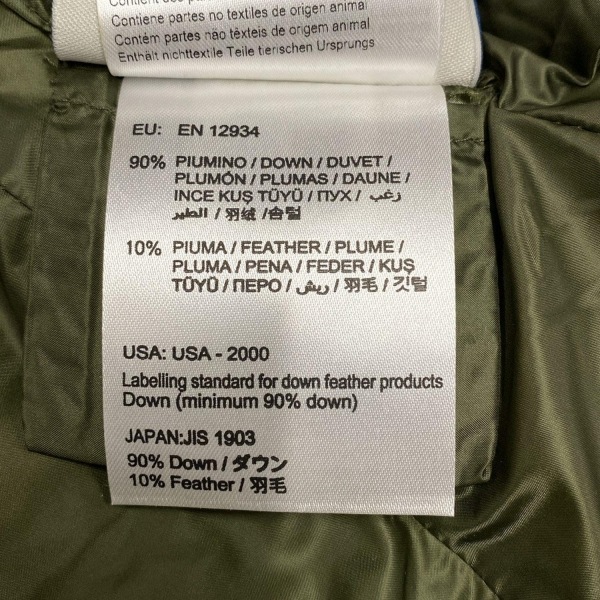 Contient des pa
Contiene partes no textiles de origen animal
Contém partes não têxteis de origem animal
Enthält nichttextile Teile tierischen Ursprungs
EU: EN 12934
90% PIUMINO / DOWN / DUVET /
PLUMÓN / PLUMAS / DAUNE /
INCE KUŞ TÜYÜ / ПУХ / زغب /
الطير / 羽绒 / 솜털
10% PIUMA / FEATHER / PLUME /
PLUMA / PENA / FEDER / KUŞ
TÜYÜ / ПЕРО / ريش / 羽毛 / 깃털
USA: USA - 2000
Labelling standard for down feather products
Down (minimum 90% down)
JAPAN:JIS 1903
90% Down / ダウン
10% Feather / 羽毛